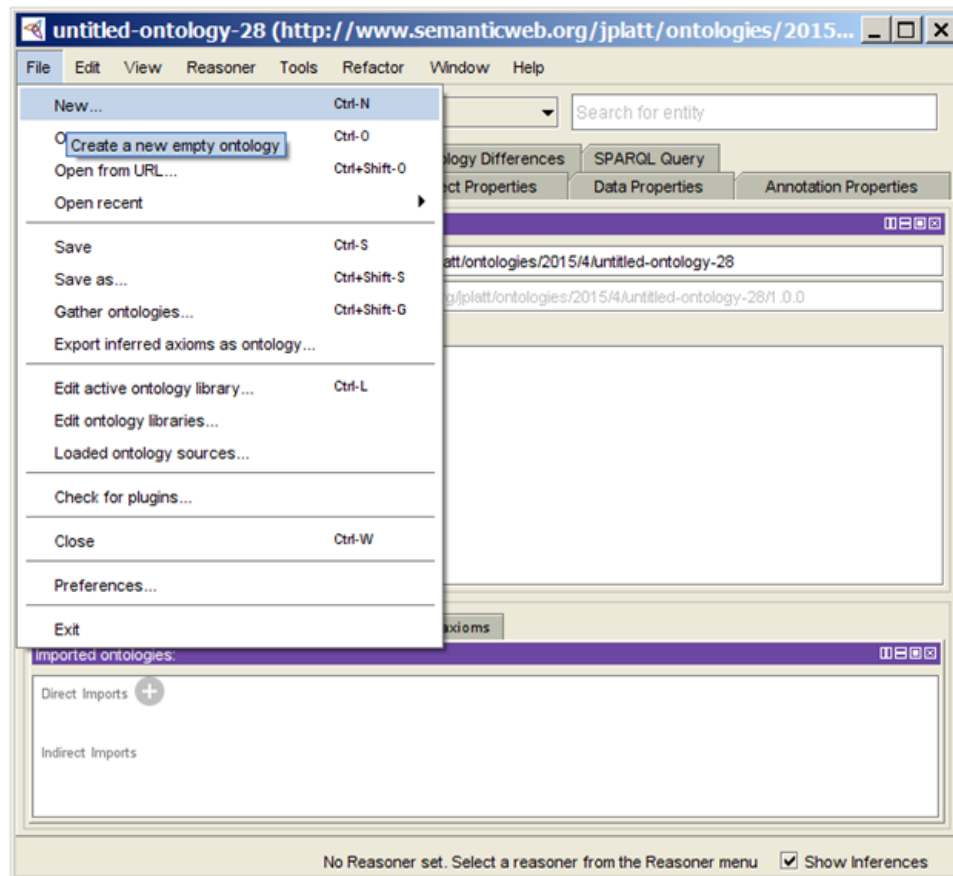 untitled-ontology-28 (http://www.semanticweb.org/jplatt/ontologies/2015...
File Edit View Reasoner Tools Refactor Window Help
New... Ctrl-N
Search for entity
O Ctrl-O
Create a new empty ontology
logy Differences SPARQL Query
Open from URL... Ctrl+Shift-O
ect Properties Data Properties Annotation Properties
Open recent
Save Ctrl-S
att/ontologies/2015/4/untitled-ontology-28
Save as... Ctrl+Shift-S
g/jplatt/ontologies/2015/4/untitled-ontology-28/1.0.0
Gather ontologies... Ctrl+Shift-G
Export inferred axioms as ontology...
Edit active ontology library... Ctrl-L
Edit ontology libraries...
Loaded ontology sources...
Check for plugins...
Close Ctrl-W
Preferences...
Exit
axioms
Imported ontologies:
Direct Imports
Indirect Imports
No Reasoner set. Select a reasoner from the Reasoner menu Show Inferences